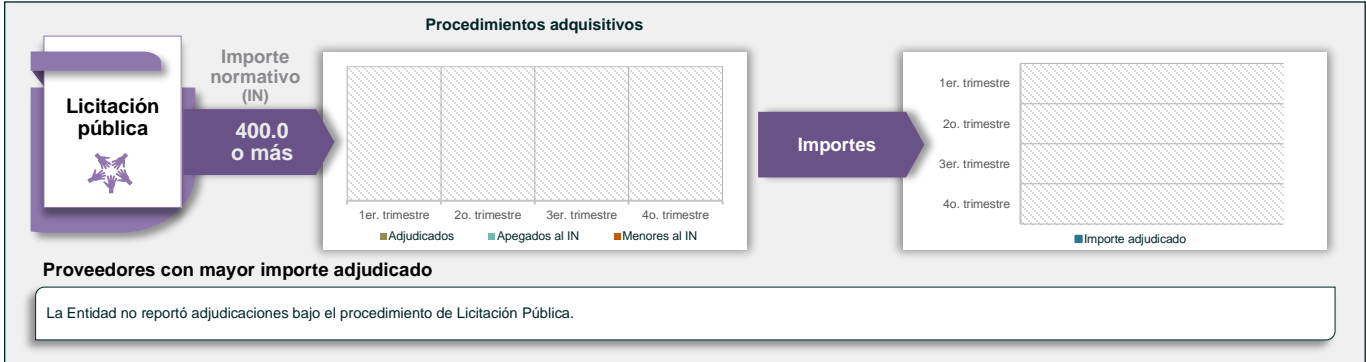 Procedimientos adquisitivos
Licitación
pública
Importe
normativo
(IN)
400.0
o más
1er. trimestre 2o. trimestre 3er. trimestre 4o. trimestre
Adjudicados Apegados al IN Menores al IN
Importes
1er. trimestre
2o. trimestre
3er. trimestre
4o. trimestre
Importe adjudicado
Proveedores con mayor importe adjudicado
La Entidad no reportó adjudicaciones bajo el procedimiento de Licitación Pública.